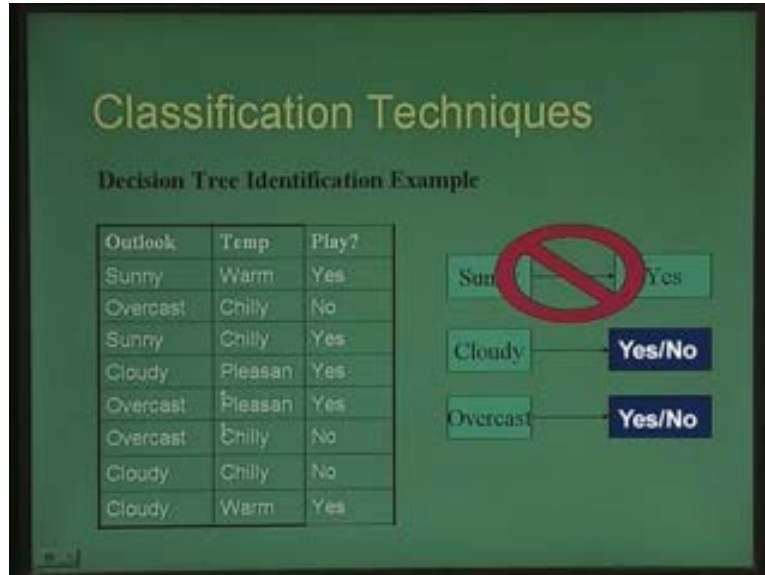 Classification Techniques
Decision Tree Identification Example
Outlook Temp Play?
Sunny Warm Yes
Overcast Chilly No
Sunny Chilly Yes
Cloudy Pleasan Yes
t
Overcast Pleasan Yes
t
Overcast Chilly No
Cloudy Chilly No
Cloudy Warm Yes
Sun Yes
Cloudy Yes/No
Overcast Yes/No